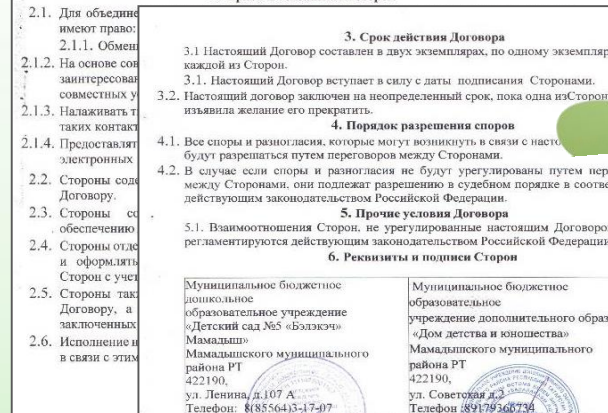 2.1. Для объедине
имеют право:
2.1.1. Обмен
2.1.2. На основе сов
заинтересован
совместных у
2.1.3. Налаживать т
таких контакт
2.1.4. Предоставлят
электронных
2.2. Стороны соде
Договору.
2.3. Стороны со
обеспечению
2.4. Стороны отде
и оформлять
Сторон с учет
2.5. Стороны так
Договору, а
заключенных
2.6. Исполнение н
в связи с этим
3. Срок действия Договора
3.1 Настоящий Договор составлен в двух экземплярах, по одному экземпляр
каждой из Сторон.
3.1. Настоящий Договор вступает в силу с даты подписания Сторонами.
3.2. Настоящий договор заключен на неопределенный срок, пока одна изСторон
изъявила желание его прекратить.
4. Порядок разрешения споров
4.1. Все споры и разногласия, которые могут возникнуть в связи с насто
будут разрешаться путем переговоров между Сторонами.
4.2. В случае если споры и разногласия не будут урегулированы путем пер
между Сторонами, они подлежат разрешению в судебном порядке в соотве
действующим законодательством Российской Федерации.
5. Прочие условия Договора
5.1. Взаимоотношения Сторон, не урегулированные настоящим Договоро
регламентируются действующим законодательством Российской Федерации
6. Реквизиты и подписи Сторон
Муниципальное бюджетное
дошкольное
образовательное учреждение
«Детский сад №5 «Бэлэкэч»
Мамадыш»
Мамадышского муниципального
района РТ
422190,
ул. Ленина, д.107 А
Телефон: 8(85564)3-17-07
Муниципальное бюджетное
образовательное
учреждение дополнительного образ
«Дом детства и юношества»
Мамадышского муниципального
района РТ
422190,
ул. Советская д.2
Телефон :89179366734